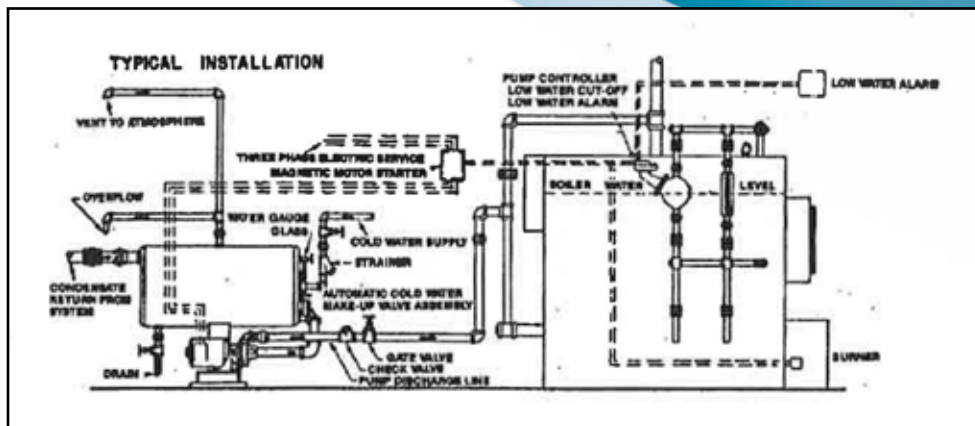 TYPICAL INSTALLATION
PUMP CONTROLLER
LOW WATER CUT-OFF
LOW WATER ALARM
LOW WATER ALARM
VENT TO ATMOSPHERE
THREE PHASE ELECTRIC SERVICE
MAGNETIC MOTOR STARTER
BOILER WATER LEVEL
OVERFLOW
WATER GAUGE
GLASS
COLD WATER SUPPLY
STRAINER
CONDENSATE
RETURN FROM
SYSTEM
AUTOMATIC COLD WATER
MAKE-UP VALVE ASSEMBLY
GATE VALVE
CHECK VALVE
PUMP DISCHARGE LINE
DRAIN
BURNER